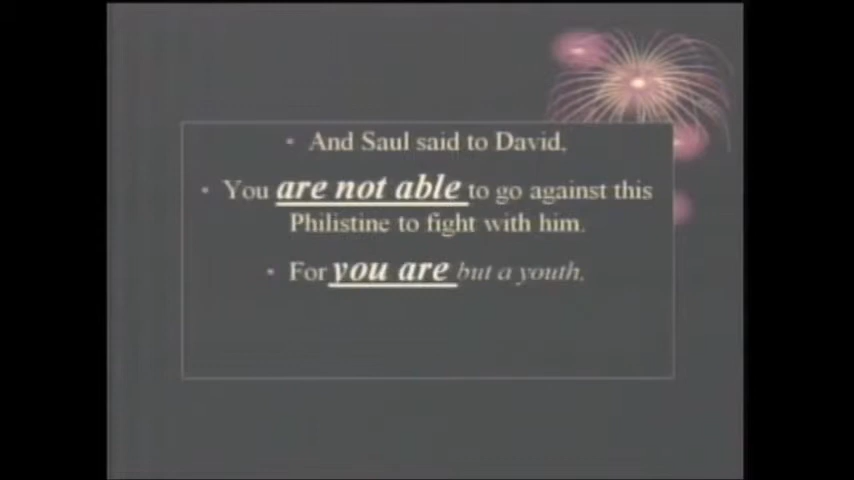 • And Saul said to David,
• You are not able to go against this
Philistine to fight with him.
• For you are but a youth,